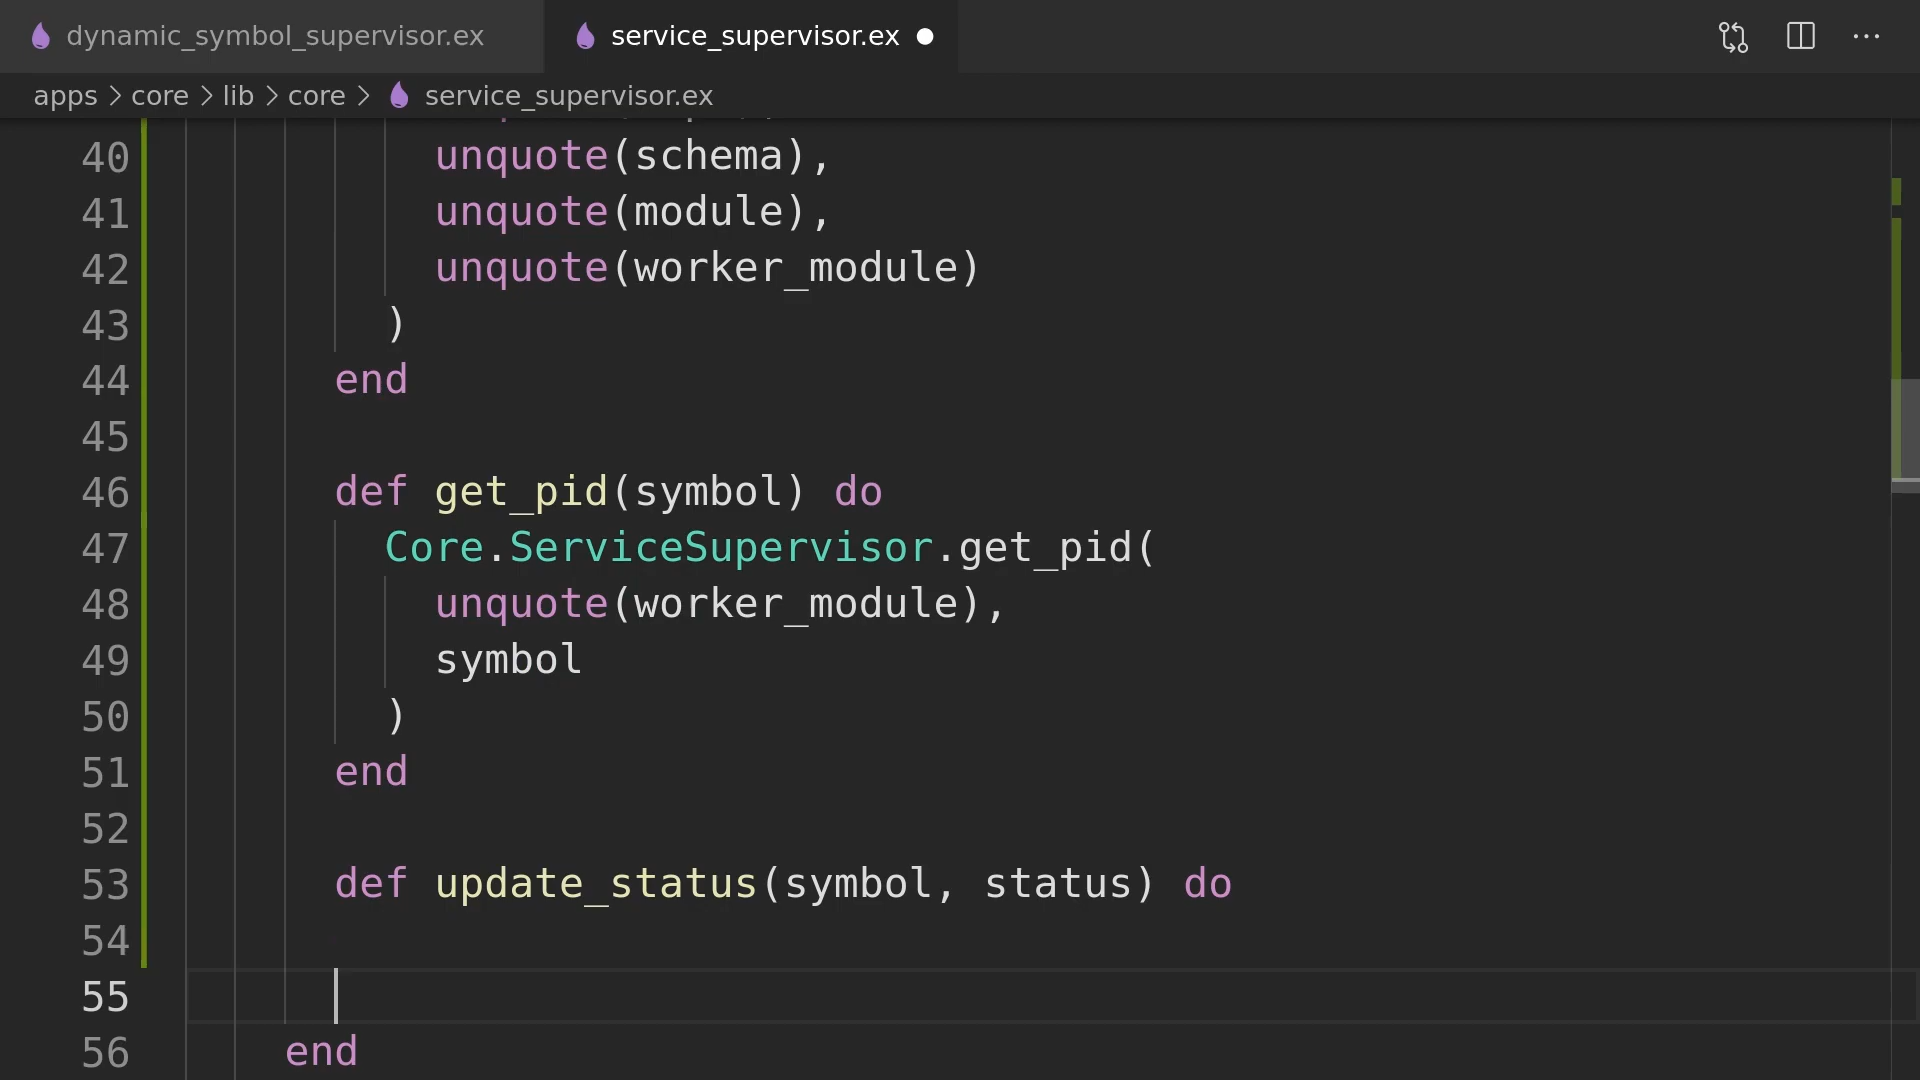 dynamic_symbol_supervisor.ex
service_supervisor.ex
apps > core > lib > core > service_supervisor.ex
40 unquote(schema),
41 unquote(module),
42 unquote(worker_module)
43 )
44 end
45
46 def get_pid(symbol) do
47 Core.ServiceSupervisor.get_pid(
48 unquote(worker_module),
49 symbol
50 )
51 end
52
53 def update_status(symbol, status) do
54
55
56 end